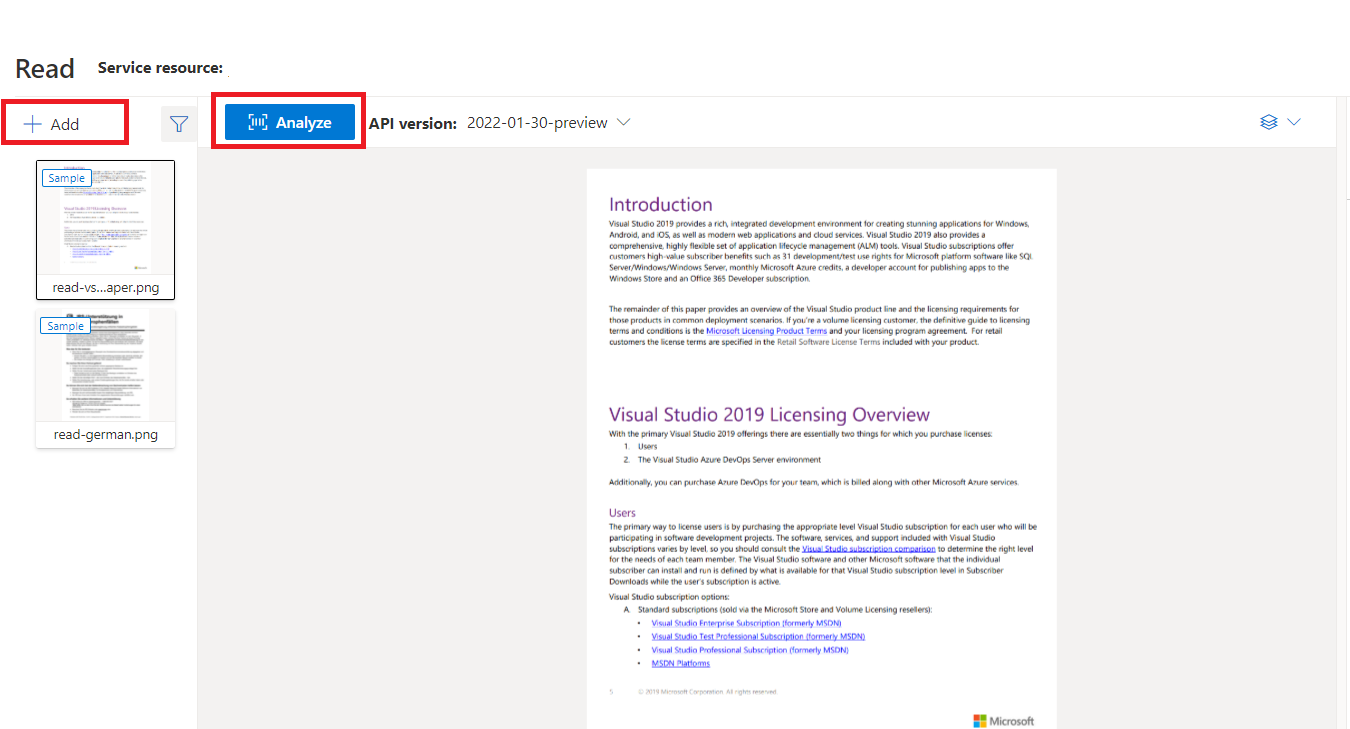 Read
Service resource:
Add
Analyze
API version: 2022-01-30-preview
Sample
read-vs...aper.png
Sample
read-german.png
Introduction
Visual Studio 2019 provides a rich, integrated development environment for creating stunning applications for Windows,
Android, and iOS, as well as modern web applications and cloud services. Visual Studio 2019 also provides a
comprehensive, highly flexible set of application lifecycle management (ALM) tools. Visual Studio subscriptions offer
customers high-value subscriber benefits such as 31 development/test use rights for Microsoft platform software like SQL
Server/Windows/Windows Server, monthly Microsoft Azure credits, a developer account for publishing apps to the
Windows Store and an Office 365 Developer subscription.
The remainder of this paper provides an overview of the Visual Studio product line and the licensing requirements for
those products in common deployment scenarios. If you're a volume licensing customer, the definitive guide to licensing
terms and conditions is the Microsoft Licensing Product Terms and your licensing program agreement. For retail
customers the license terms are specified in the Retail Software License Terms included with your product.
Visual Studio 2019 Licensing Overview
With the primary Visual Studio 2019 offerings there are essentially two things for which you purchase licenses:
1. Users
2. The Visual Studio Azure DevOps Server environment
Additionally, you can purchase Azure DevOps for your team, which is billed along with other Microsoft Azure services.
Users
The primary way to license users is by purchasing the appropriate level Visual Studio subscription for each user who will be
participating in software development projects. The software, services, and support included with Visual Studio
subscriptions varies by level, so you should consult the Visual Studio subscription comparison to determine the right level
for the needs of each team member. The Visual Studio software and other Microsoft software that the individual
subscriber can install and run is defined by what is available for that Visual Studio subscription level in Subscriber
Downloads while the user's subscription is active.
Visual Studio subscription options:
A. Standard subscriptions (sold via the Microsoft Store and Volume Licensing resellers):
• Visual Studio Enterprise Subscription (formerly MSDN)
• Visual Studio Test Professional Subscription (formerly MSDN)
• Visual Studio Professional Subscription (formerly MSDN)
• MSDN Platforms
5 © 2019 Microsoft Corporation. All rights reserved
Microsoft